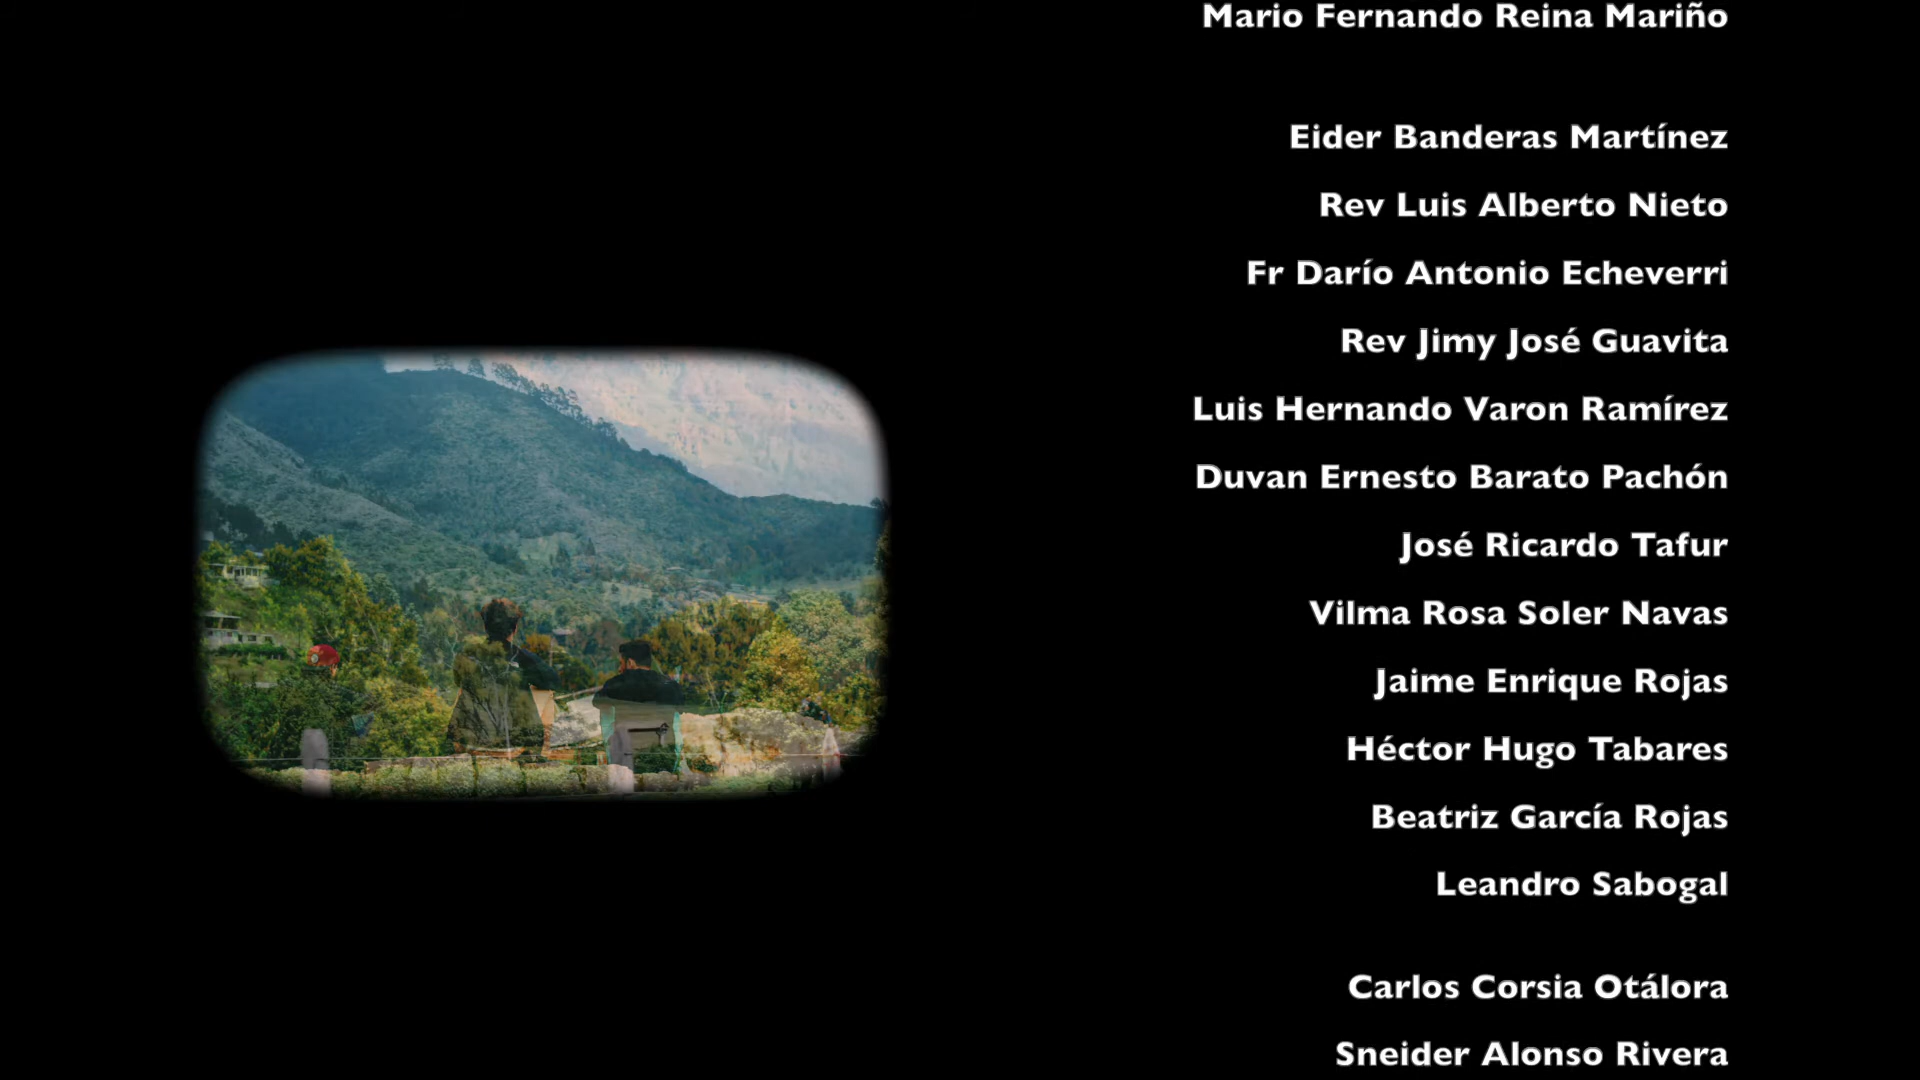 Mario Fernando Reina Mariño
Eider Banderas Martínez
Rev Luis Alberto Nieto
Fr Darío Antonio Echeverri
Rev Jimy José Guavita
Luis Hernando Varon Ramírez
Duvan Ernesto Barato Pachón
José Ricardo Tafur
Vilma Rosa Soler Navas
Jaime Enrique Rojas
Héctor Hugo Tabares
Beatriz García Rojas
Leandro Sabogal
Carlos Corsia Otálora
Sneider Alonso Rivera